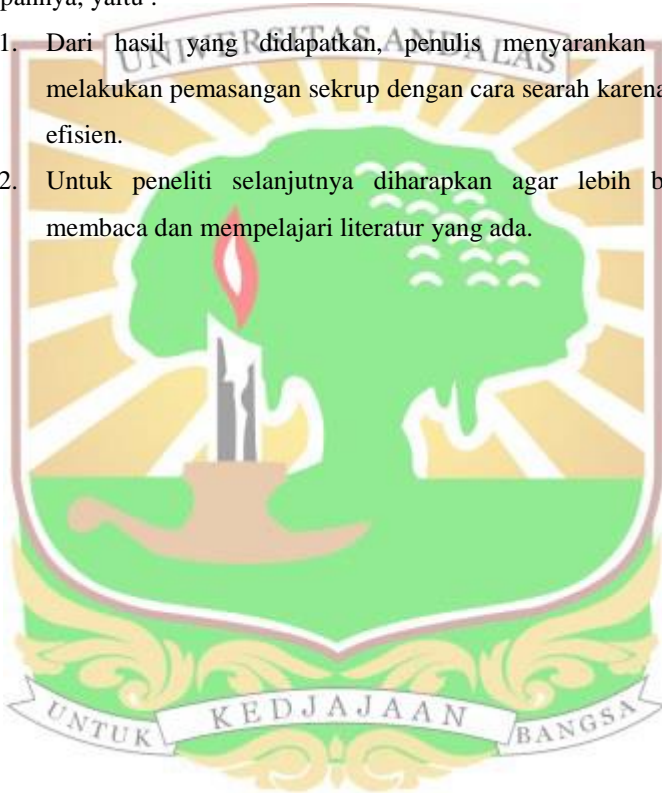 pannya, yaitu :
1. Dari hasil yang didapatkan, penulis menyarankan
melakukan pemasangan sekrup dengan cara searah karena
efisien.
2. Untuk peneliti selanjutnya diharapkan agar lebih
membaca dan mempelajari literatur yang ada.
UNIVERSITAS ANDALAS
UNTUK KEDJAJAAN BANGSA